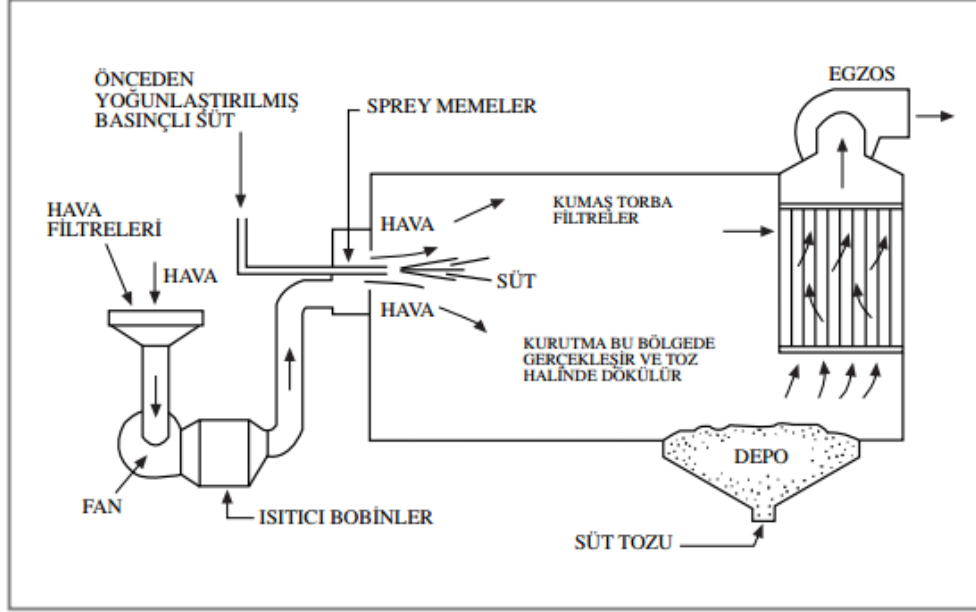 ÖNCEDEN
YOĞUNLAŞTIRILMIŞ
BASINÇLI SÜT
SPREY MEMELER
EGZOS
HAVA
FİLTRELERİ
HAVA
HAVA
KUMAŞ TORBA
FİLTRELER
SÜT
HAVA
KURUTMA BU BÖLGEDE
GERÇEKLEŞİR VE TOZ
HALİNDE DÖKÜLÜR
DEPO
FAN
ISITICI BOBİNLER
SÜT TOZU